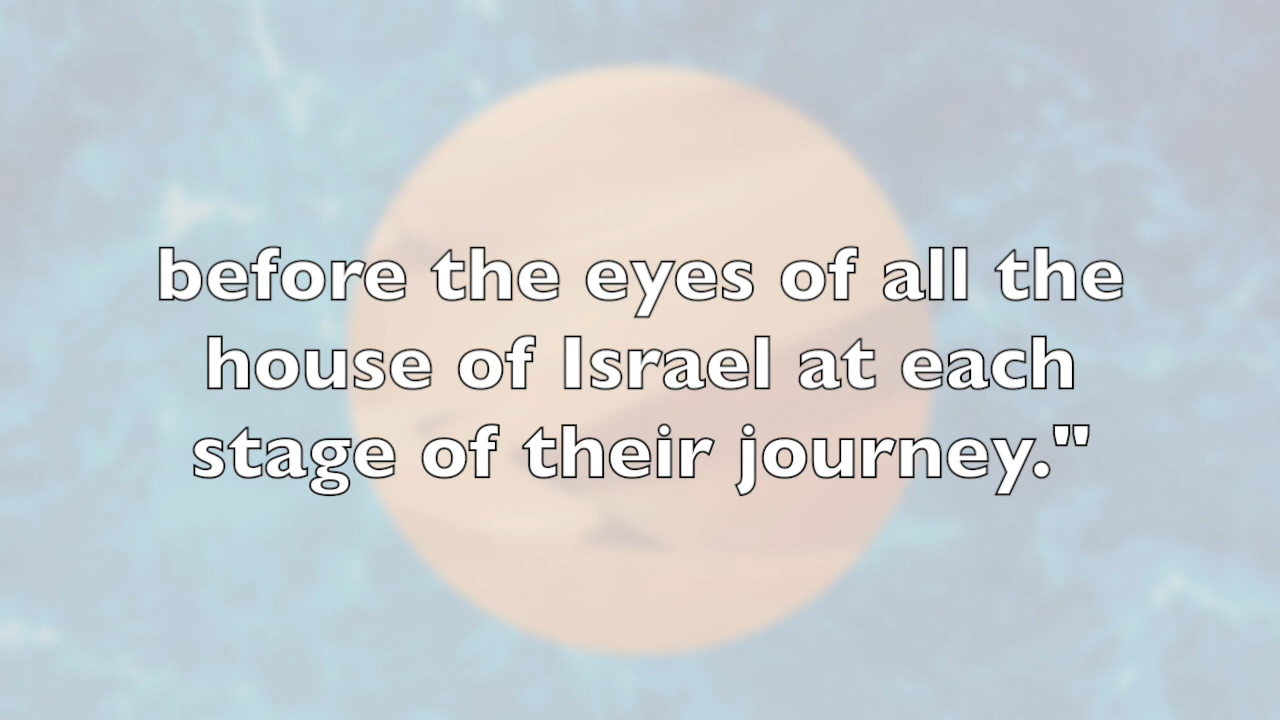 before the eyes of all the
house of Israel at each
stage of their journey."